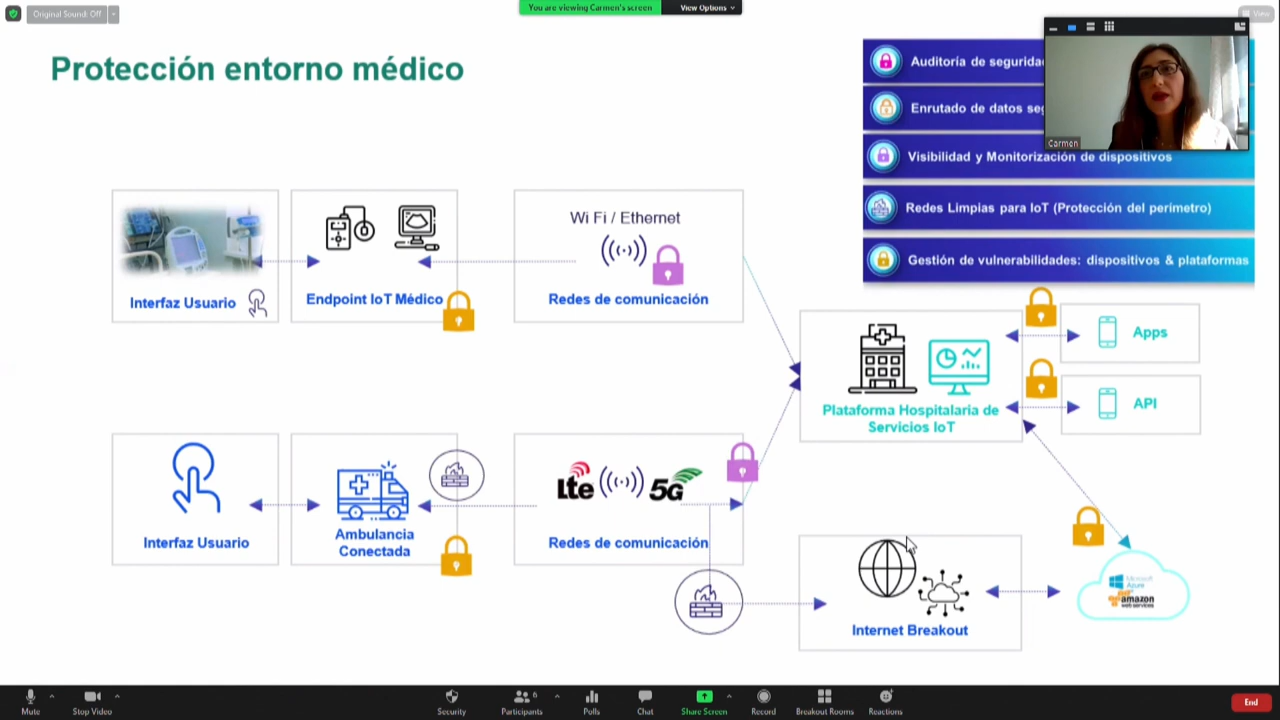 Original Sound: Off
You are viewing Carmen's screen
View Options
View
Protección entorno médico
Auditoría de
Enrutado de datos
Carmen
Visibilidad y Monitorización de dispositivos
Redes Limpias para IoT (Protección del perímetro)
Gestión de vulnerabilidades: dispositivos & plataformas
Interfaz Usuario
Endpoint IoT Médico
Wi Fi / Ethernet
Redes de comunicación
Plataforma Hospitalaria de
Servicios IoT
Apps
API
Interfaz Usuario
Ambulancia
Conectada
Lte
5G
Redes de comunicación
Internet Breakout
Microsoft
Azure
amazon
web services
Mute
Stop Video
Security
Participants
6
Polls
Chat
Share Screen
Record
Breakout Rooms
Reactions
End